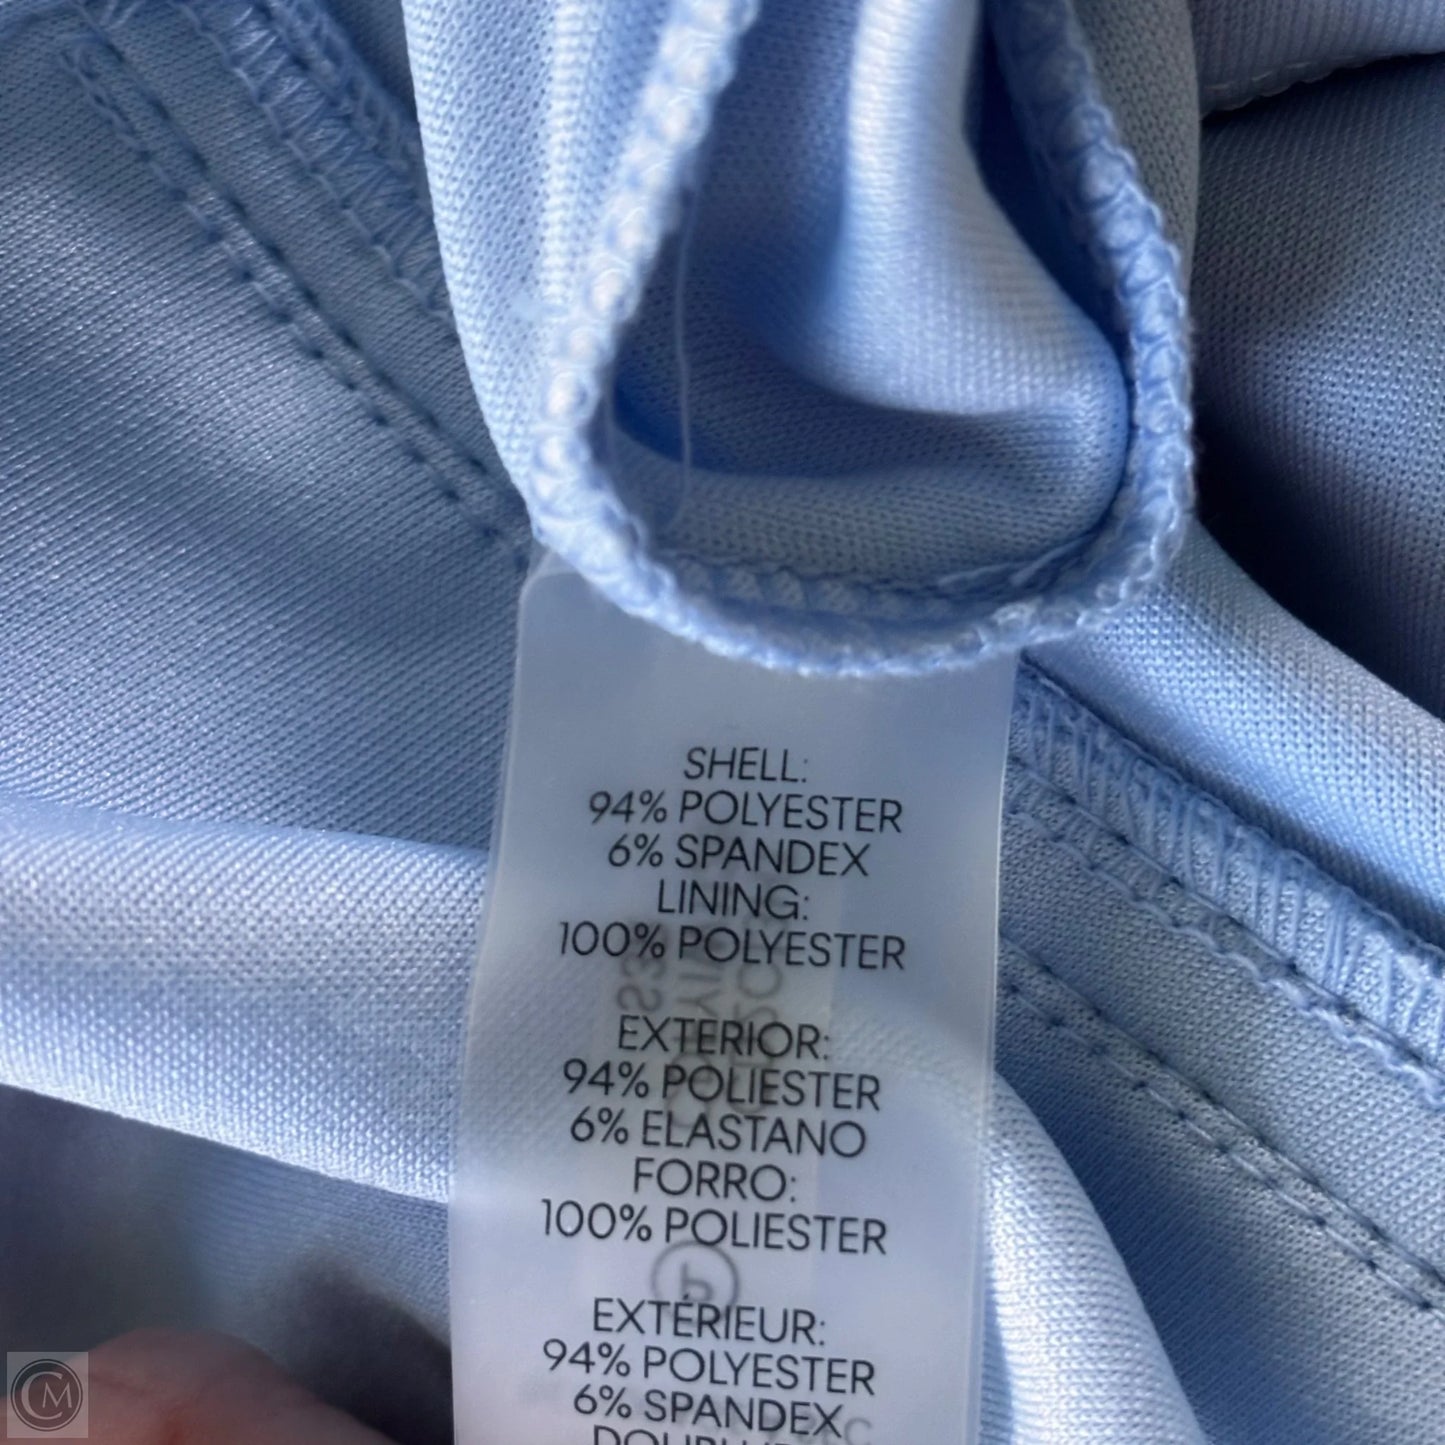 SHELL:
94% POLYESTER
6% SPANDEX
LINING:
100% POLYESTER
EXTERIOR:
94% POLIESTER
6% ELASTANO
FORRO:
100% POLIESTER
EXTÉRIEUR:
94% POLYESTER
6% SPANDEX
CM